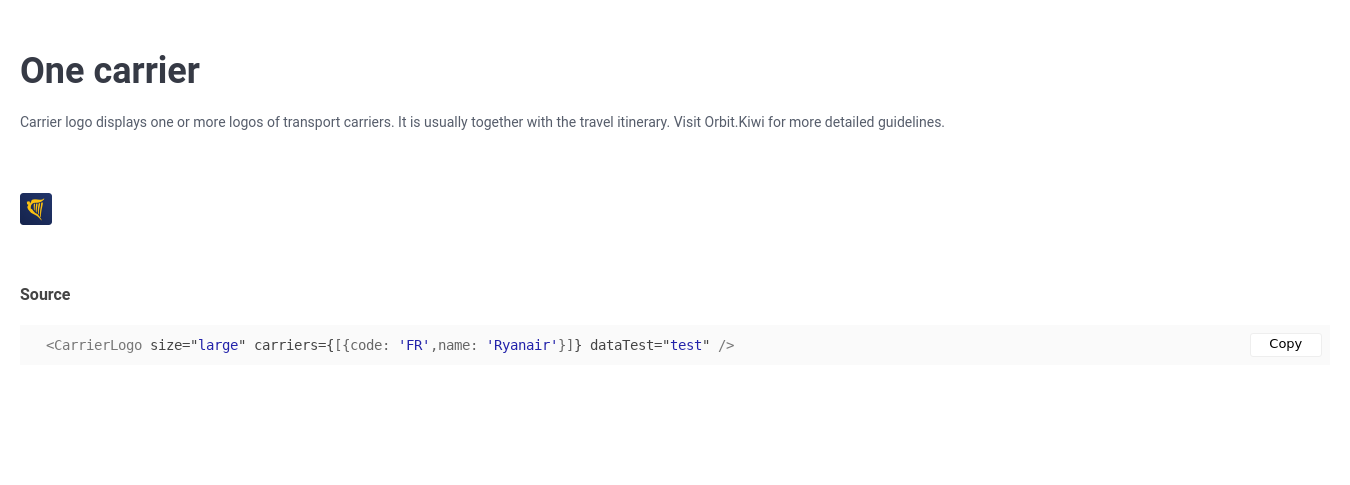 One carrier
Carrier logo displays one or more logos of transport carriers. It is usually together with the travel itinerary. Visit Orbit.Kiwi for more detailed guidelines.
Source
<CarrierLogo size="large" carriers={[{code: 'FR',name: 'Ryanair'}]} dataTest="test" />
Copy